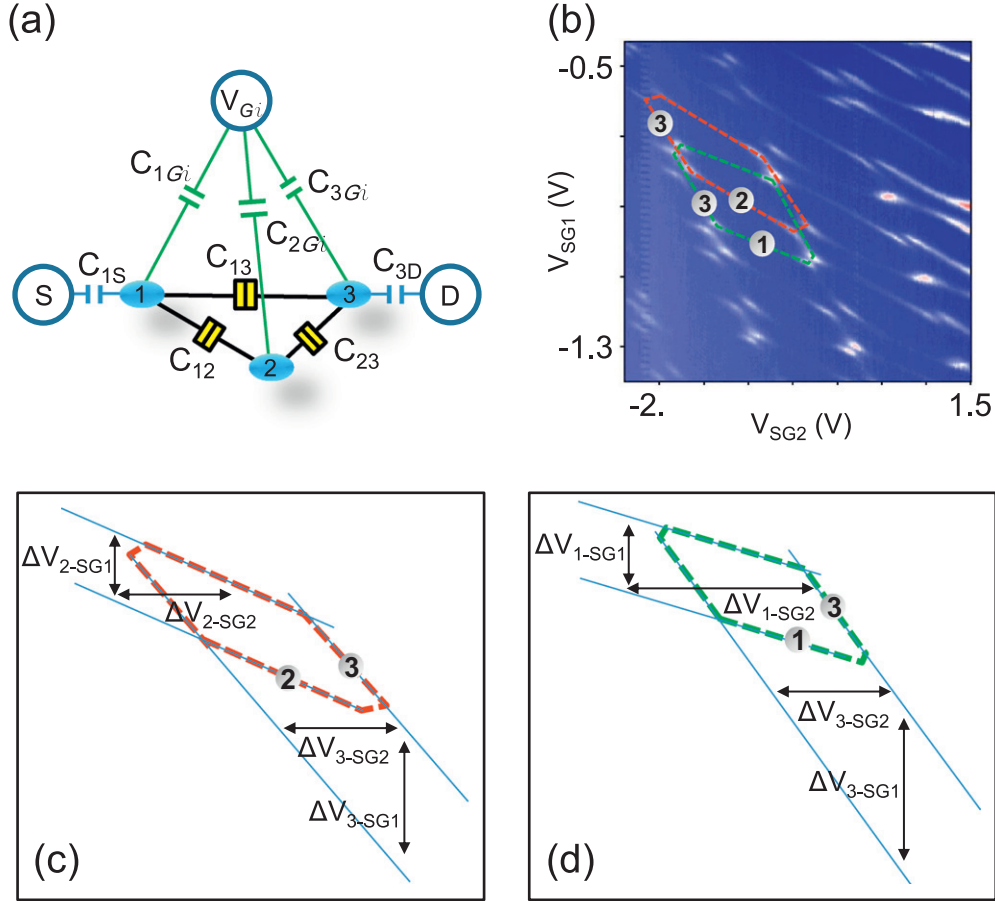 (a)
V_Gi
C_1Gi
C_3Gi
C_2Gi
C_1S
C_13
C_3D
S
1
3
D
C_12
2
C_23
(b)
-0.5
3
2
3
1
V_SG1 (V)
-1.3
-2.
1.5
V_SG2 (V)
ΔV_2-SG1
ΔV_2-SG2
3
2
ΔV_3-SG2
ΔV_3-SG1
(c)
ΔV_1-SG1
ΔV_1-SG2
3
1
ΔV_3-SG2
ΔV_3-SG1
(d)